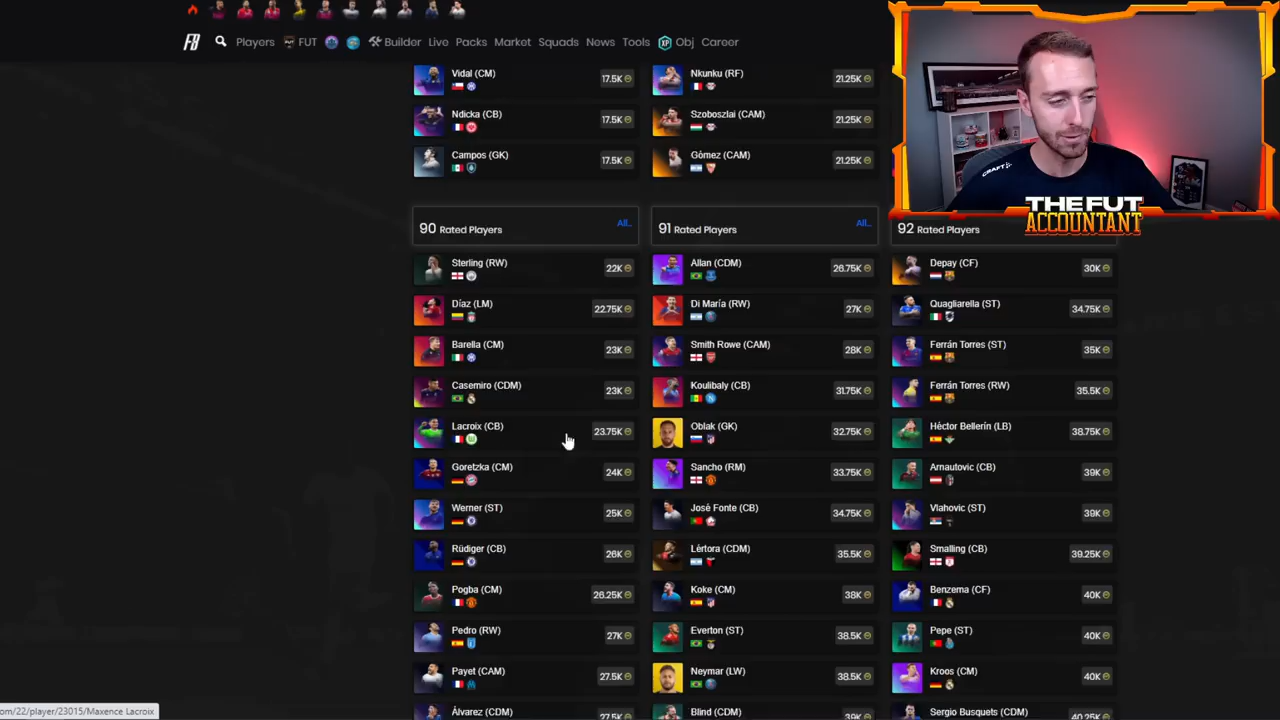 F8 Players FUT Builder Live Packs Market Squads News Tools XP Obj Career
Vidal (CM) 17.5K
Ndicka (CB) 17.5K
Campos (GK) 17.5K
Nkunku (RF) 21.25K
Szoboszlai (CAM) 21.25K
Gómez (CAM) 21.25K
CRAFT
THE FUT
ACCOUNTANT
90 Rated Players All..
Sterling (RW) 22K
Díaz (LM) 22.75K
Barella (CM) 23K
Casemiro (CDM) 23K
Lacroix (CB) 23.75K
Goretzka (CM) 24K
Werner (ST) 25K
Rüdiger (CB) 26K
Pogba (CM) 26.25K
Pedro (RW) 27K
Payet (CAM) 27.5K
Álvarez (CDM) 27.5K
91 Rated Players All..
Allan (CDM) 26.75K
Di María (RW) 27K
Smith Rowe (CAM) 28K
Koulibaly (CB) 31.75K
Oblak (GK) 32.75K
Sancho (RM) 33.75K
José Fonte (CB) 34.75K
Lértora (CDM) 35.5K
Koke (CM) 38K
Everton (ST) 38.5K
Neymar (LW) 38.5K
Blind (CDM) 39K
92 Rated Players
Depay (CF) 30K
Quagliarella (ST) 34.75K
Ferrán Torres (ST) 35K
Ferrán Torres (RW) 35.5K
Héctor Bellerín (LB) 38.75K
Arnautovic (CB) 39K
Vlahovic (ST) 39K
Smalling (CB) 39.25K
Benzema (CF) 40K
Pepe (ST) 40K
Kroos (CM) 40K
Sergio Busquets (CDM) 40.25K
om/22/player/23015/Maxence Lacroix